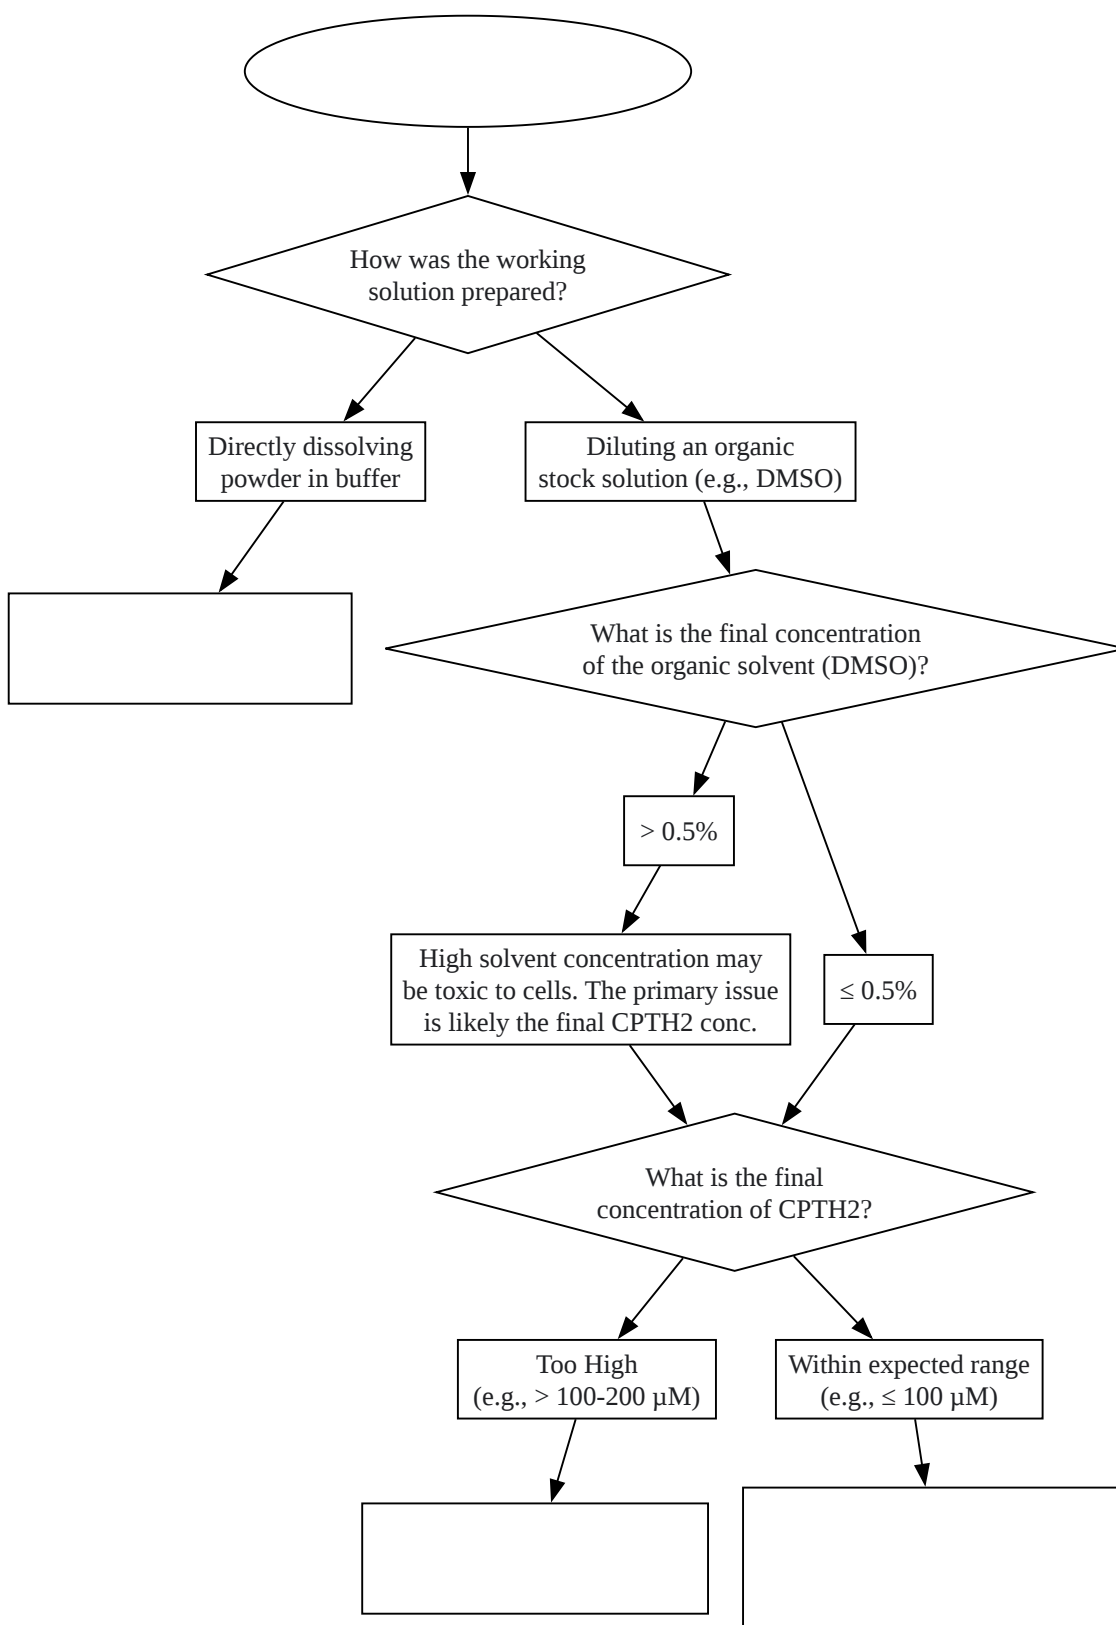 How was the working
solution prepared?
Directly dissolving
powder in buffer
Diluting an organic
stock solution (e.g., DMSO)
What is the final concentration
of the organic solvent (DMSO)?
> 0.5%
High solvent concentration may
be toxic to cells. The primary issue
is likely the final CPTH2 conc.
≤ 0.5%
What is the final
concentration of CPTH2?
Too High
(e.g., > 100-200 µM)
Within expected range
(e.g., ≤ 100 µM)